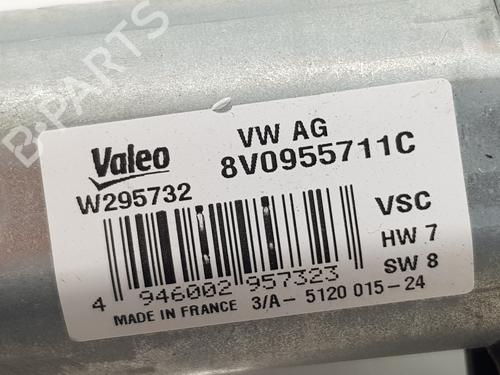 B-PARTS
VW AG
Valeo 8V0955711C
W295732
VSC
HW 7
SW 8
4 946002 957323
MADE IN FRANCE 3/A- 5120 015-24